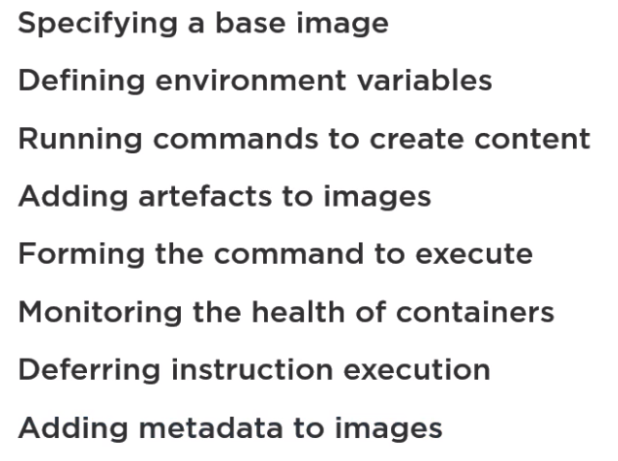 Specifying a base image
Defining environment variables
Running commands to create content
Adding artefacts to images
Forming the command to execute
Monitoring the health of containers
Deferring instruction execution
Adding metadata to images